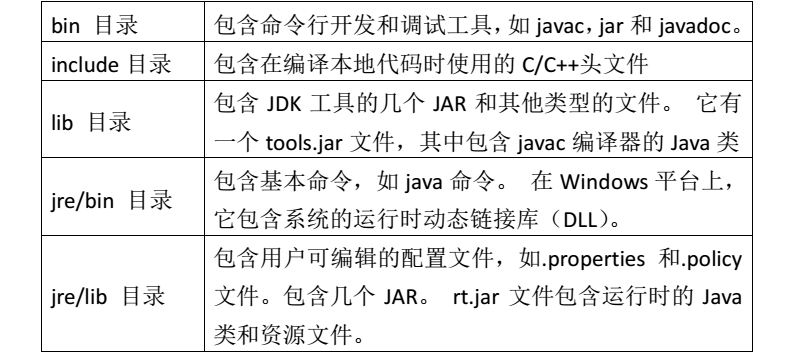 bin 目录 包含命令行开发和调试工具，如 javac，jar 和 javadoc。
include 目录 包含在编译本地代码时使用的 C/C++头文件
lib 目录
包含 JDK 工具的几个 JAR 和其他类型的文件。 它有
一个 tools.jar 文件，其中包含 javac 编译器的 Java 类
jre/bin 目录
包含基本命令，如 java 命令。 在 Windows 平台上，
它包含系统的运行时动态链接库（DLL）。
jre/lib 目录
包含用户可编辑的配置文件，如.properties 和.policy
文件。包含几个 JAR。 rt.jar 文件包含运行时的 Java
类和资源文件。